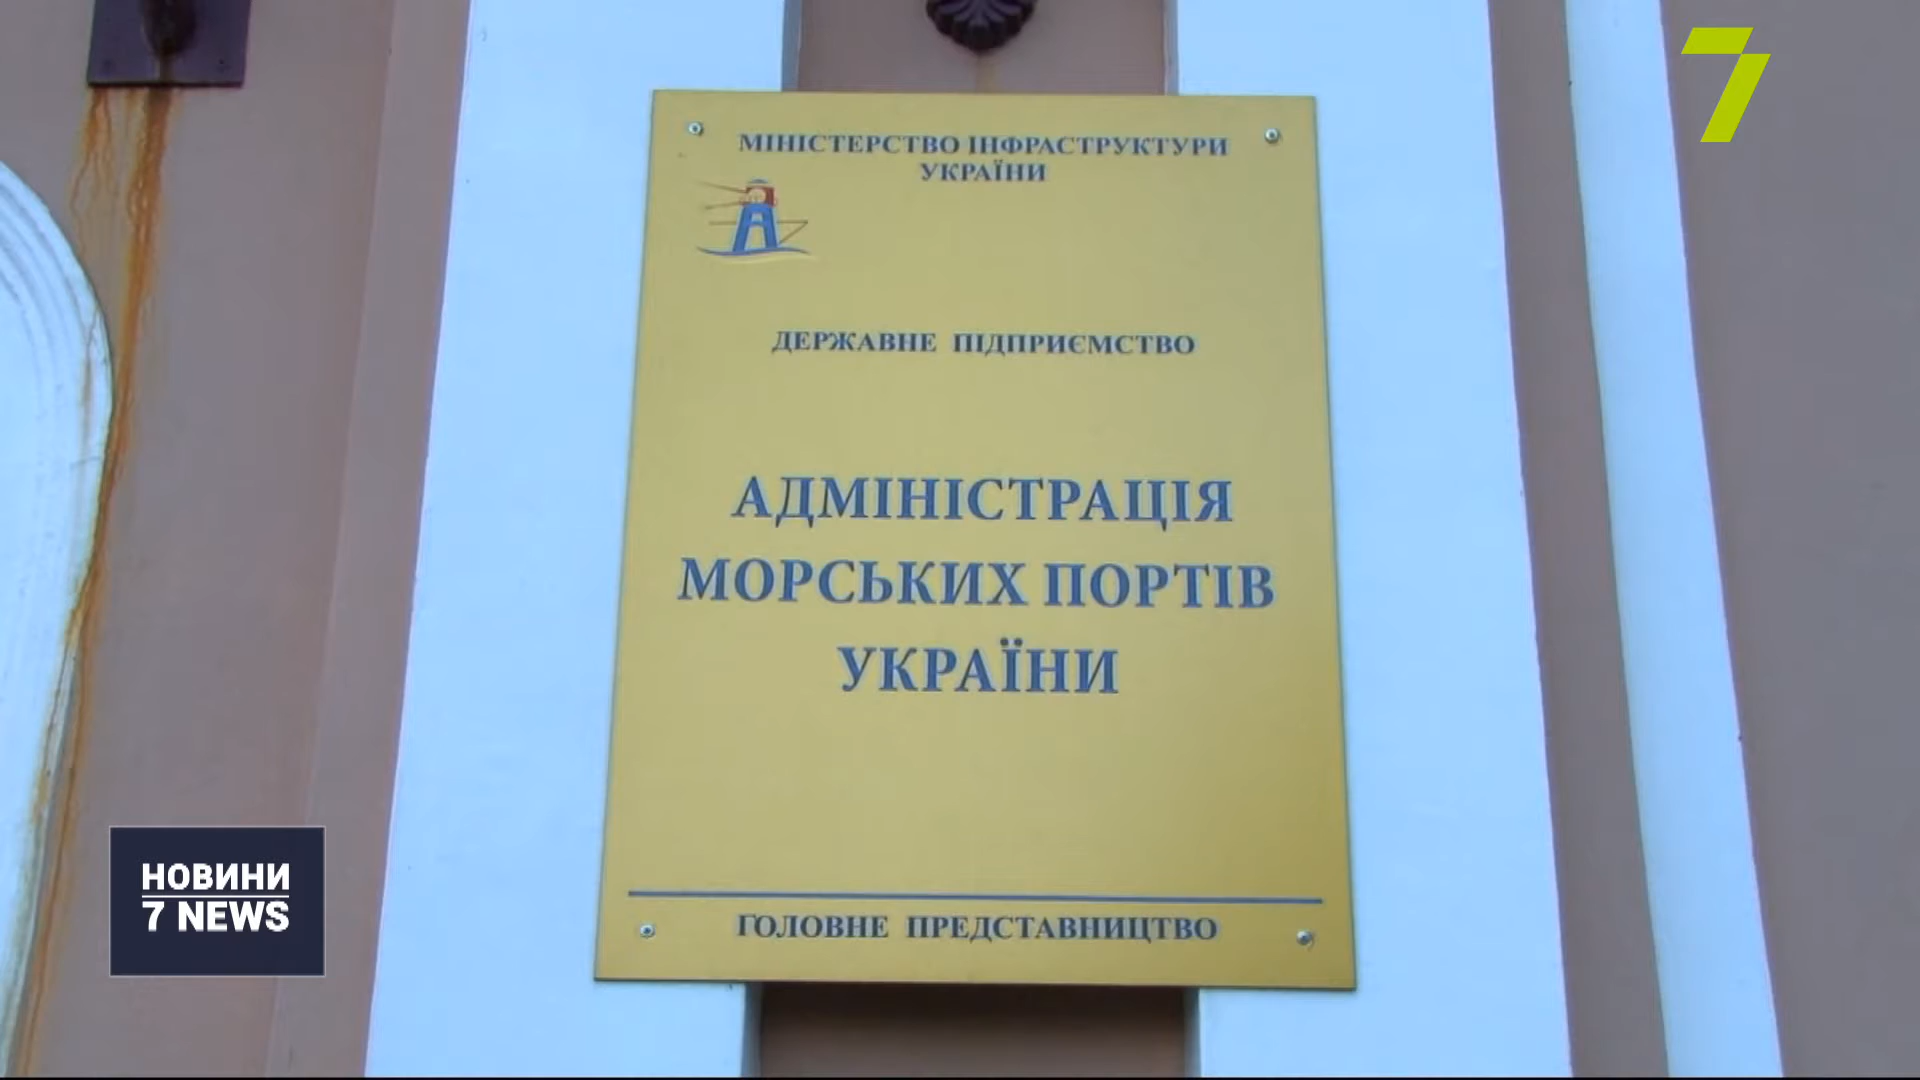 7
МІНІСТЕРСТВО ІНФРАСТРУКТУРИ
УКРАЇНИ
ДЕРЖАВНЕ ПІДПРИЄМСТВО
АДМІНІСТРАЦІЯ
МОРСЬКИХ ПОРТІВ
УКРАЇНИ
ГОЛОВНЕ ПРЕДСТАВНИЦТВО
НОВИНИ
7 NEWS